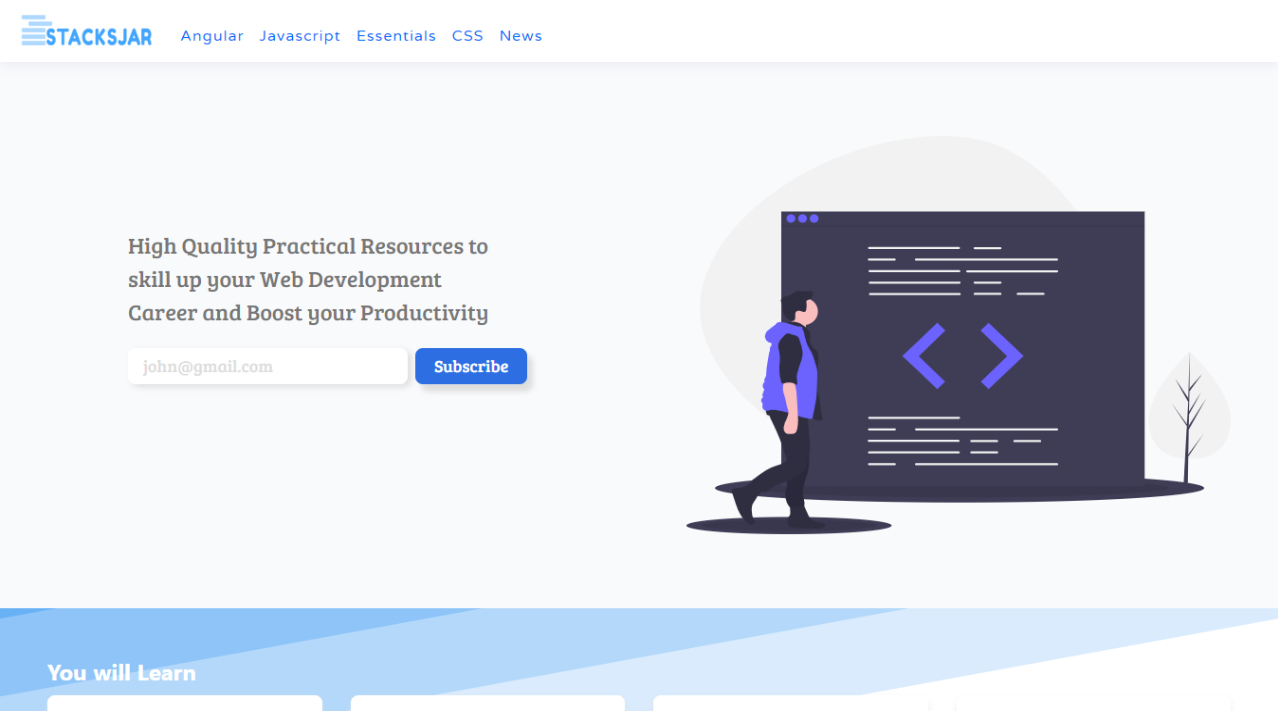 STACKSJAR
Angular Javascript Essentials CSS News
High Quality Practical Resources to
skill up your Web Development
Career and Boost your Productivity
john@gmail.com
Subscribe
You will Learn